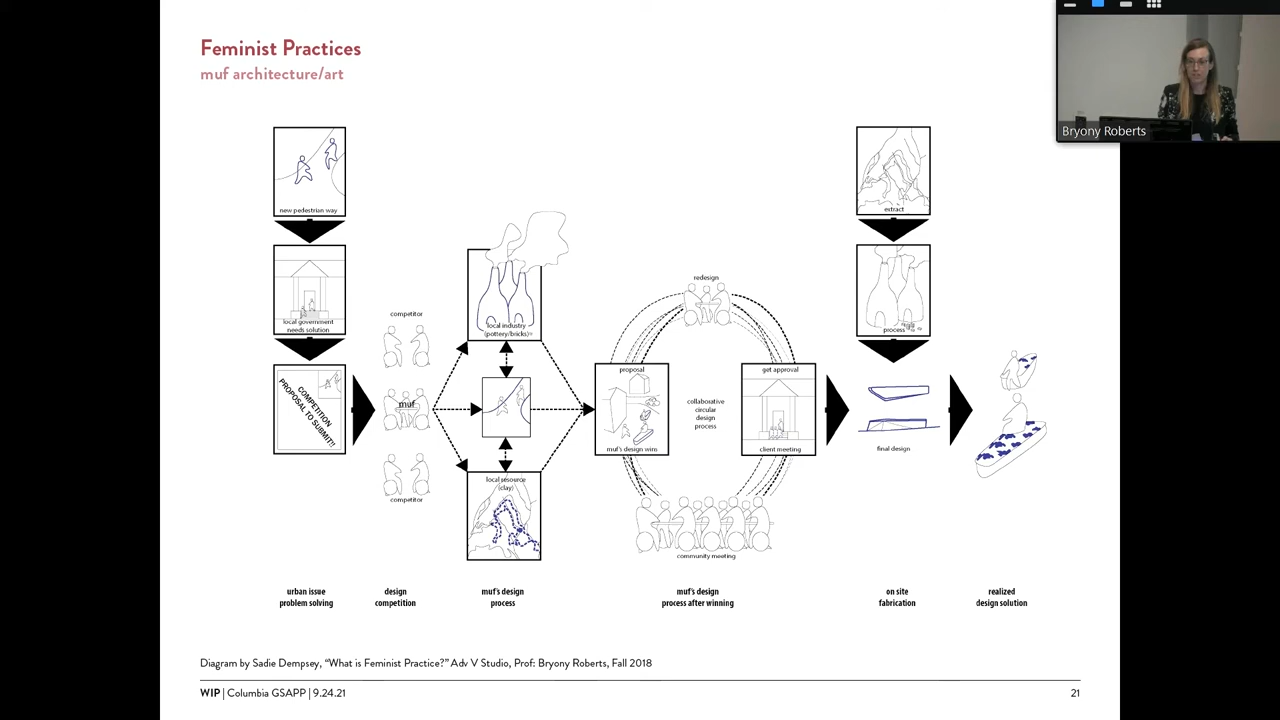 Feminist Practices
muf architecture/art
Bryony Roberts
new pedestrian way
local government
needs solution
COMPETITION
PROPOSAL TO SUBMIT!!
competitor
muf
competitor
local industry
(pottery/bricks)
local resource
(clay)
redesign
proposal
muf's design wins
collaborative
circular
design
process
get approval
client meeting
community meeting
extract
process
final design
urban issue
problem solving
design
competition
muf's design
process
muf's design
process after winning
on site
fabrication
realized
design solution
Diagram by Sadie Dempsey, “What is Feminist Practice?” Adv V Studio, Prof: Bryony Roberts, Fall 2018
WIP | Columbia GSAPP | 9.24.21
21